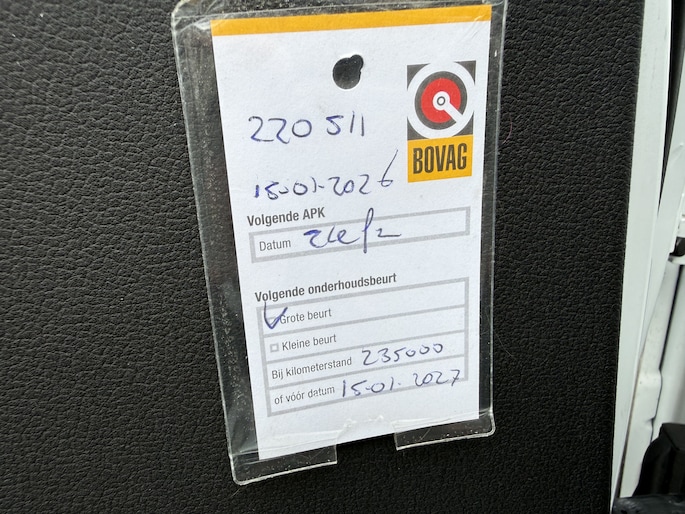 BOVAG
220 511
15-01-2026
Volgende APK
Datum
Volgende onderhoudsbeurt
Grote beurt
Kleine beurt
Bij kilometerstand 235000
of vóór datum 15-01-2027